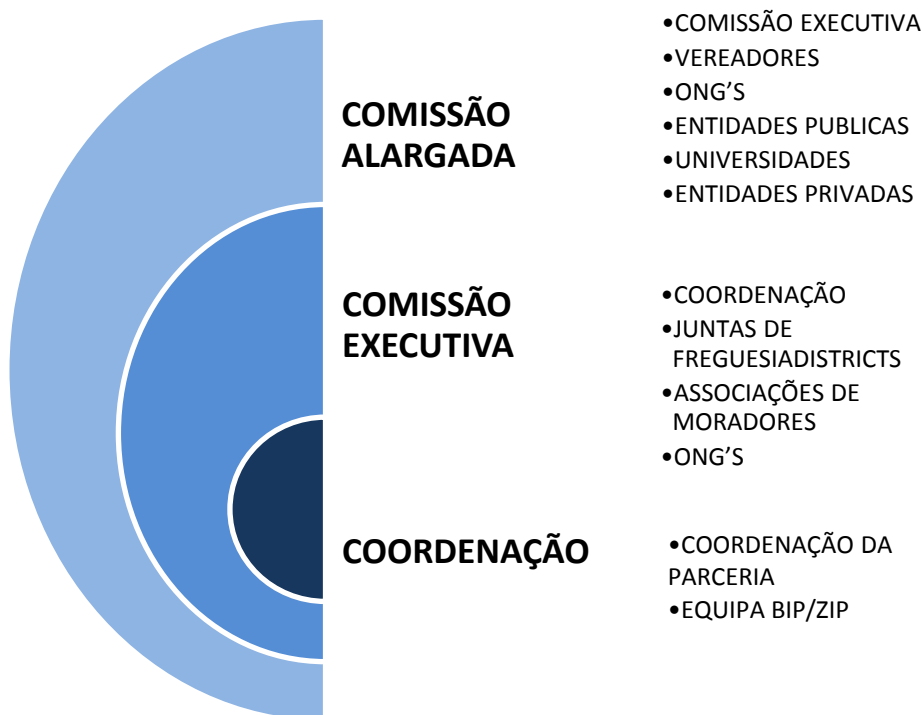 COMISSÃO
ALARGADA
•COMISSÃO EXECUTIVA
•VEREADORES
•ONG'S
•ENTIDADES PUBLICAS
•UNIVERSIDADES
•ENTIDADES PRIVADAS
COMISSÃO
EXECUTIVA
•COORDENAÇÃO
•JUNTAS DE
FREGUESIADISTRICTS
•ASSOCIAÇÕES DE
MORADORES
•ONG'S
COORDENAÇÃO
•COORDENAÇÃO DA
PARCERIA
•EQUIPA BIP/ZIP